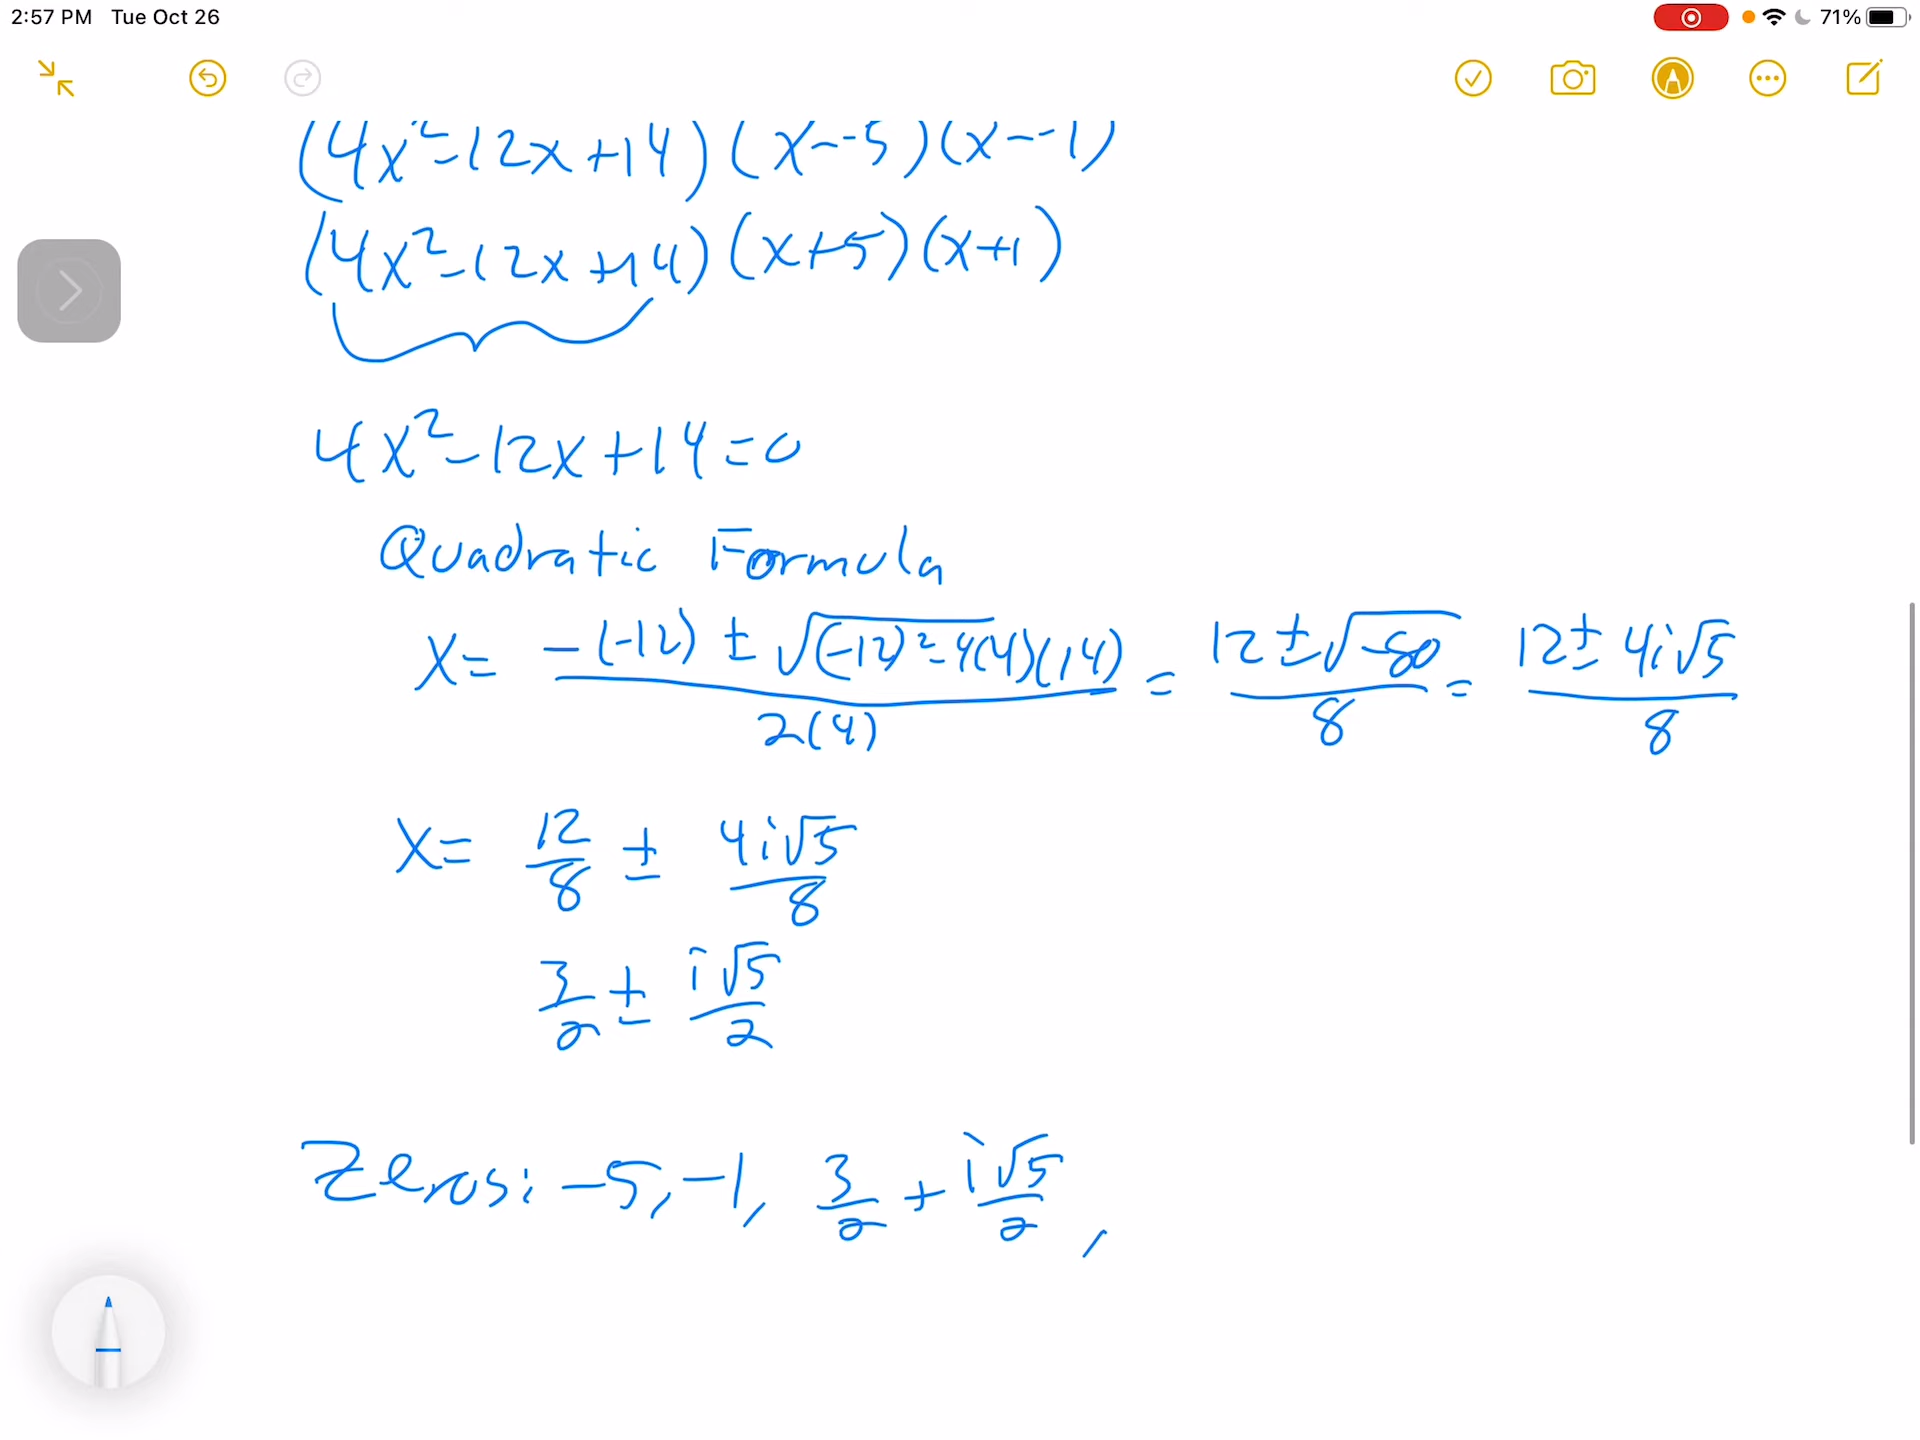 2:57 PM Tue Oct 26 71%
(4x²-12x+14)(x--5)(x--1)
(4x²-12x+14)(x+5)(x+1)
4x²-12x+14=0
Quadratic Formula
x= -(-12) ± √(-12)²-4(4)(14) / 2(4) = 12±√-80 / 8 = 12± 4i√5 / 8
x= 12/8 ± 4i√5/8
3/2 ± i√5/2
Zeros: -5, -1, 3/2 + i√5/2,